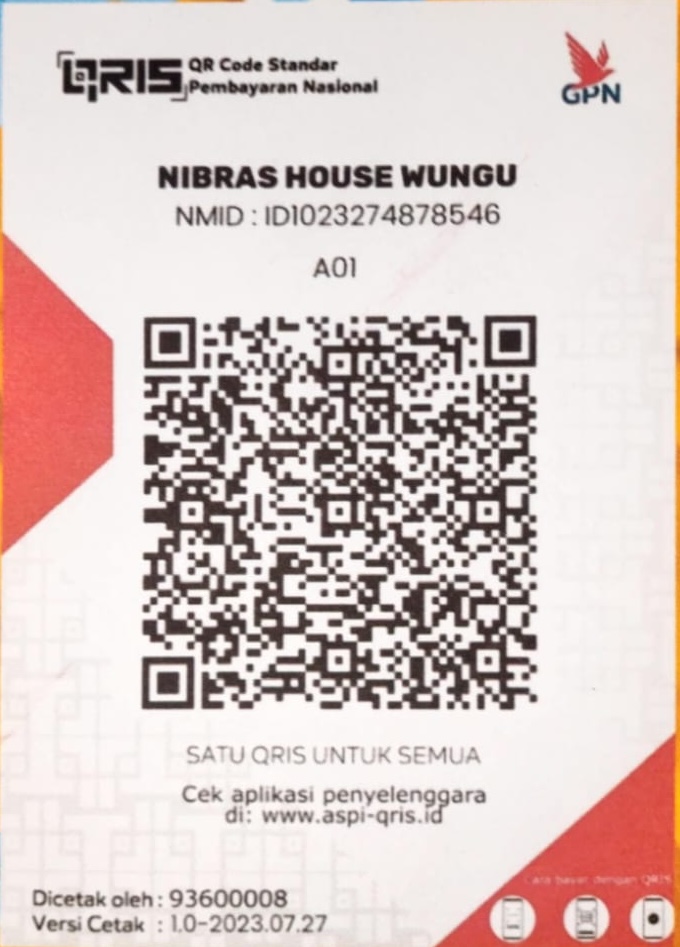 QRIS QR Code Standar
Pembayaran Nasional
GPN
NIBRAS HOUSE WUNGU
NMID : ID1023274878546
A01
SATU QRIS UNTUK SEMUA
Cek aplikasi penyelenggara
di: www.aspi-qris.id
Cara bayar dengan QRIS
Dicetak oleh : 93600008
Versi Cetak : 1.0-2023.07.27